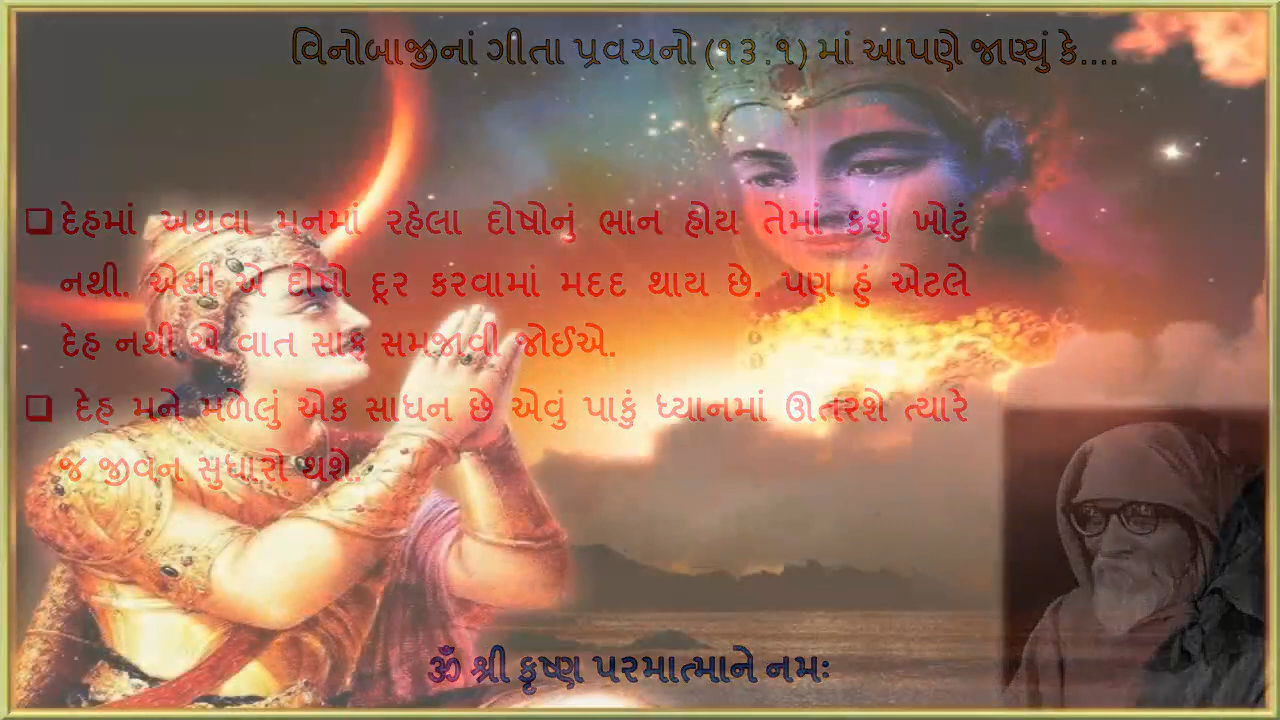 વિનોબાજીનાં ગીતા પ્રવચનો (૧૩.૧) માં આપણે જાણ્યું કે....
❑ દેહમાં અથવા મનમાં રહેલા દોષોનું ભાન હોય તેમાં કશું ખોટું
નથી. એથી એ દોષો દૂર કરવામાં મદદ થાય છે. પણ હું એટલે
દેહ નથી એ વાત સાફ સમજાવી જોઈએ.
❑ દેહ મને મળેલું એક સાધન છે એવું પાકું ધ્યાનમાં ઊતરશે ત્યારે
જ જીવન સુધારો થશે.
ૐ શ્રી કૃષ્ણ પરમાત્માને નમઃ